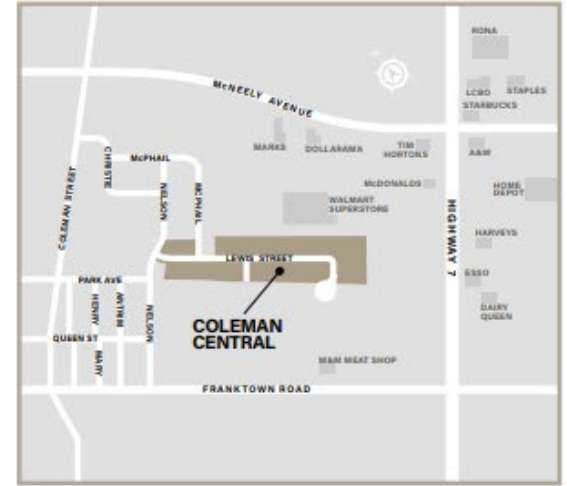 RONA
McNEELY AVENUE
LCBO
STAPLES
STARBUCKS
MARKS
DOLLARAMA
TIM
HORTONS
A&W
McPHAIL
CHRISTIE
NELSON
McPHAIL
COLEMAN STREET
McDONALDS
HOME
DEPOT
WALMART
SUPERSTORE
HIGHWAY 7
HARVEYS
LEWIS STREET
ESSO
PARK AVE
HENRY
ANTRIM
NELSON
DAIRY
QUEEN
COLEMAN
CENTRAL
QUEEN ST
MARY
M&M MEAT SHOP
FRANKTOWN ROAD